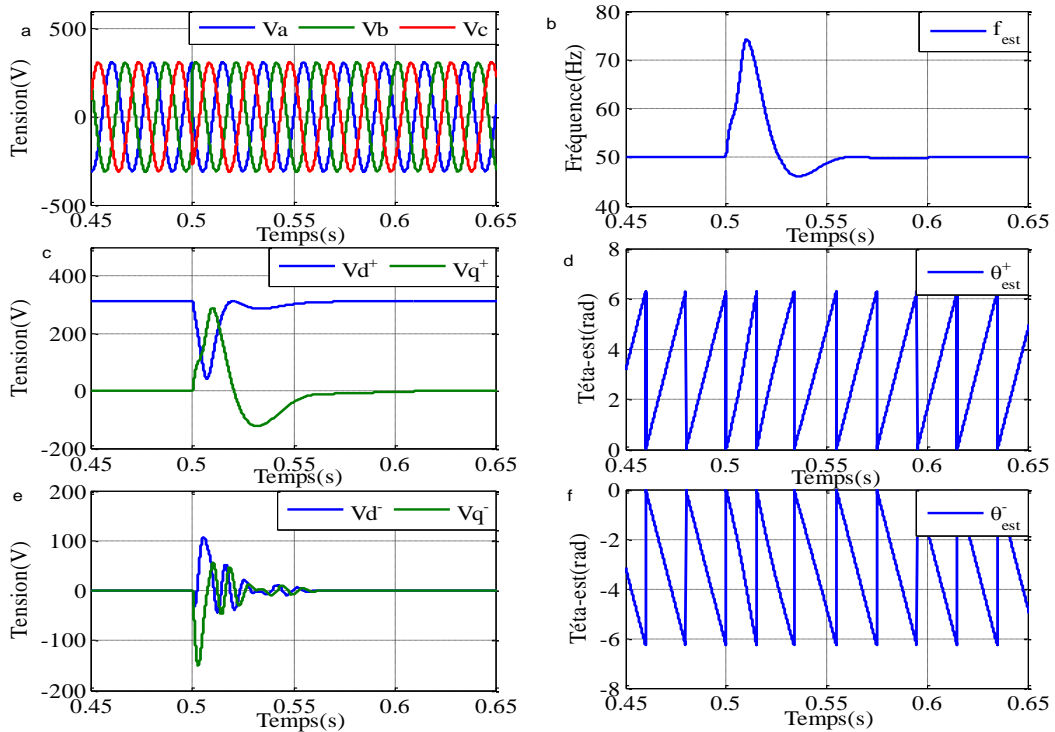 a
Va Vb Vc
600
0
-500
Tension(V)
0.45 0.5 0.55 0.6 0.65
Temps(s)
b
f_est
80
70
60
50
40
Fréquence(Hz)
0.45 0.5 0.55 0.6 0.65
Temps(s)
c
Vd⁺ Vq⁺
400
200
0
-200
Tension(V)
0.45 0.5 0.55 0.6 0.65
Temps(s)
d
θ⁺est
6
4
2
0
Téta-est(rad)
0.45 0.5 0.55 0.6 0.65
Temps(s)
e
Vd⁻ Vq⁻
200
100
0
-100
-200
Tension(V)
0.45 0.5 0.55 0.6 0.65
Temps(s)
f
θ⁻est
0
-2
-4
-6
-8
Téta-est(rad)
0.45 0.5 0.55 0.6 0.65
Temps(s)